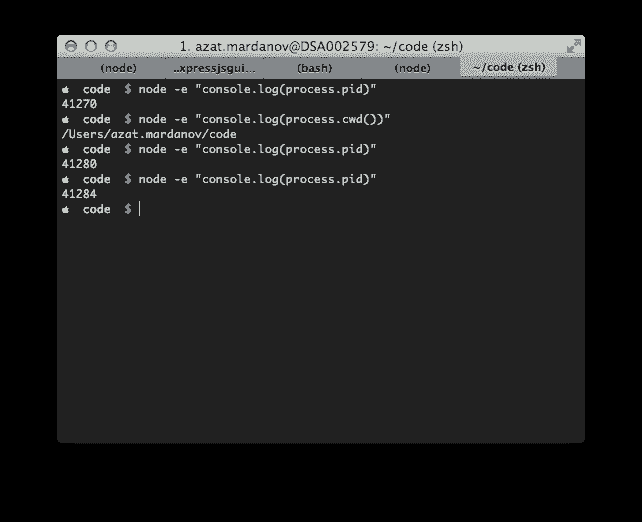 1. azat.mardanov@DSA002579: ~/code (zsh)
(node) ..xpressjsgui... (bash) (node) ~/code (zsh)
code $ node -e "console.log(process.pid)"
41270
code $ node -e "console.log(process.cwd())"
/Users/azat.mardanov/code
code $ node -e "console.log(process.pid)"
41280
code $ node -e "console.log(process.pid)"
41284
code $